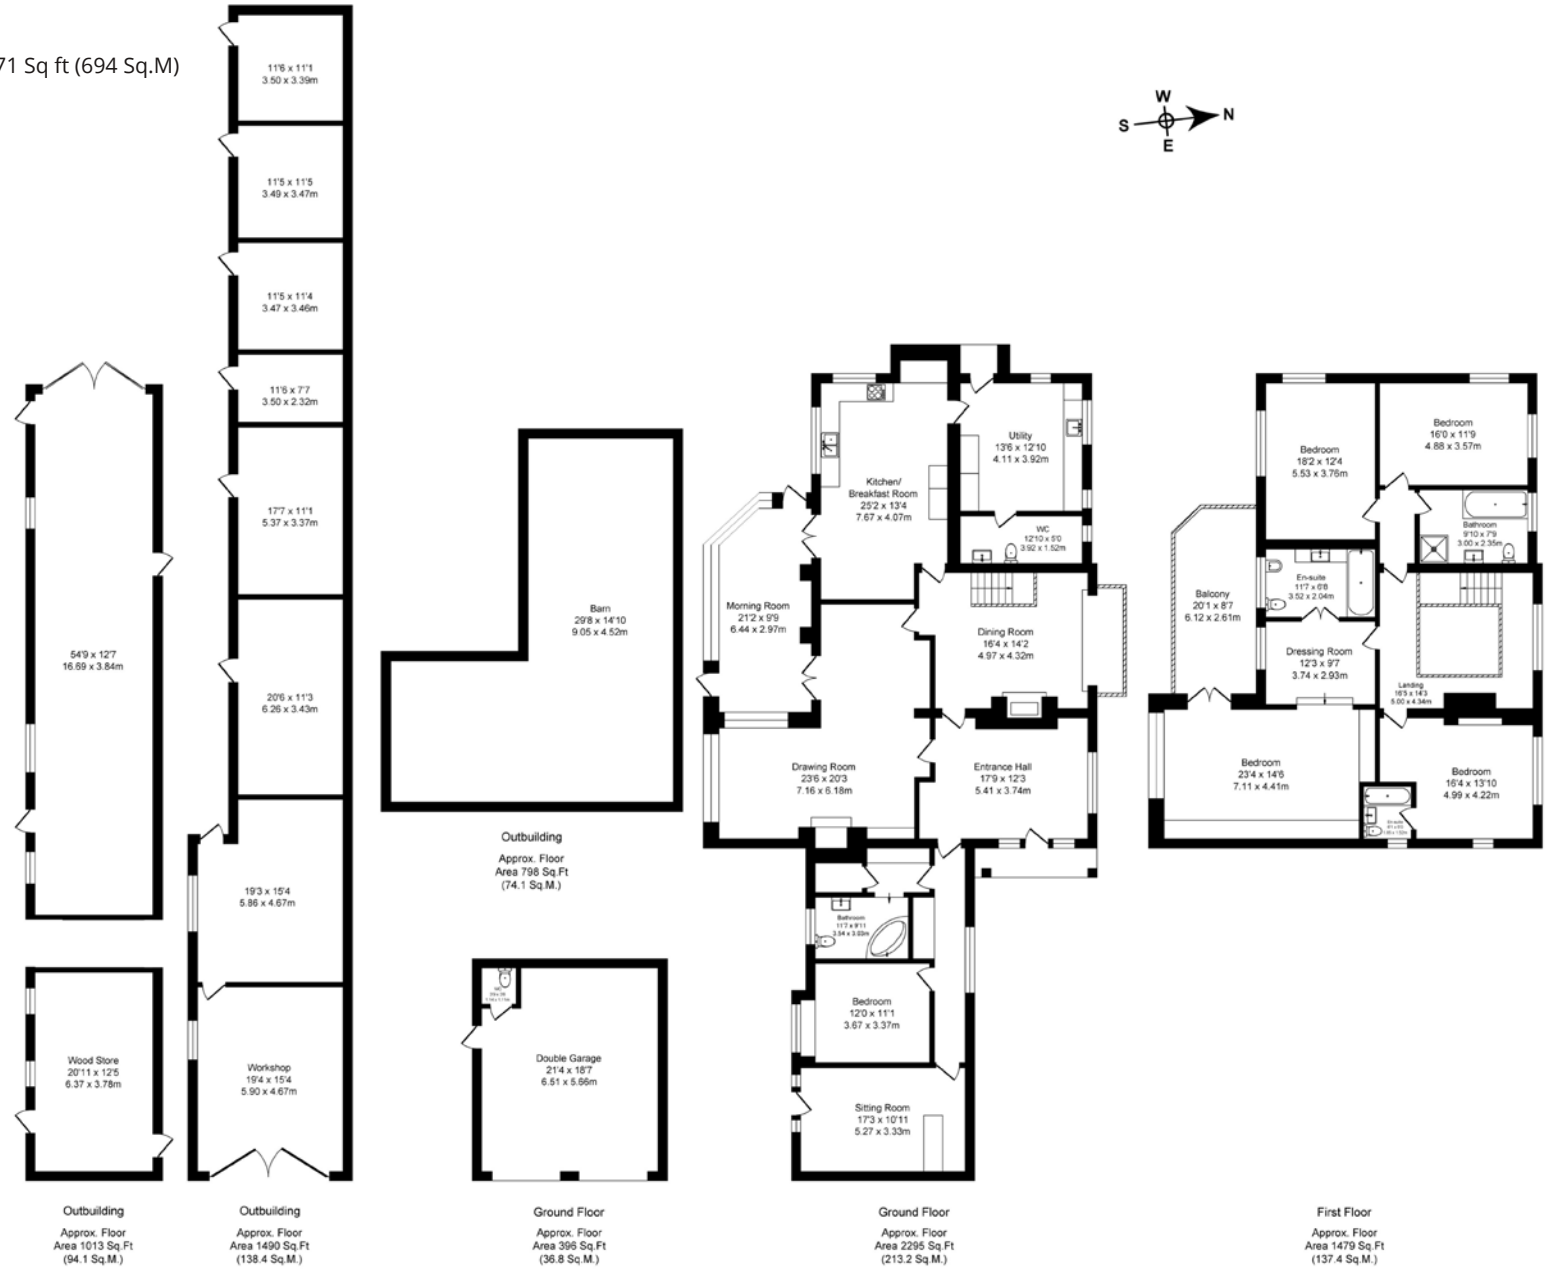 71 Sq ft (694 Sq.M)
W
S
N
E
11'6 x 11'1
3.50 x 3.39m
11'5 x 11'5
3.49 x 3.47m
11'5 x 11'4
3.47 x 3.46m
11'6 x 7'7
3.50 x 2.32m
17'7 x 11'1
5.37 x 3.37m
20'6 x 11'3
6.26 x 3.43m
19'3 x 15'4
5.86 x 4.67m
Workshop
19'4 x 15'4
5.90 x 4.67m
54'9 x 12'7
16.69 x 3.84m
Wood Store
20'11 x 12'5
6.37 x 3.78m
Outbuilding
Approx. Floor
Area 1013 Sq.Ft
(94.1 Sq.M.)
Outbuilding
Approx. Floor
Area 1490 Sq.Ft
(138.4 Sq.M.)
Barn
29'8 x 14'10
9.05 x 4.52m
Outbuilding
Approx. Floor
Area 798 Sq.Ft
(74.1 Sq.M.)
WC
Double Garage
21'4 x 18'7
6.51 x 5.66m
Ground Floor
Approx. Floor
Area 396 Sq.Ft
(36.8 Sq.M.)
Kitchen/
Breakfast Room
25'2 x 13'4
7.67 x 4.07m
Utility
13'6 x 12'10
4.11 x 3.92m
WC
12'10 x 5'0
3.92 x 1.52m
Morning Room
21'2 x 9'9
6.44 x 2.97m
Dining Room
16'4 x 14'2
4.97 x 4.32m
Drawing Room
23'6 x 20'3
7.16 x 6.18m
Entrance Hall
17'9 x 12'3
5.41 x 3.74m
Bathroom
11'7 x 9'11
Bedroom
12'0 x 11'1
3.67 x 3.37m
Sitting Room
17'3 x 10'11
5.27 x 3.33m
Ground Floor
Approx. Floor
Area 2295 Sq.Ft
(213.2 Sq.M.)
Bedroom
18'2 x 12'4
5.53 x 3.76m
Bedroom
16'0 x 11'9
4.88 x 3.57m
Bathroom
9'10 x 7'9
3.00 x 2.35m
En-suite
11'7 x 6'8
3.52 x 2.04m
Balcony
20'1 x 8'7
6.12 x 2.61m
Dressing Room
12'3 x 9'7
3.74 x 2.93m
Landing
16'5 x 14'3
5.00 x 4.34m
Bedroom
23'4 x 14'6
7.11 x 4.41m
Bedroom
16'4 x 13'10
4.99 x 4.22m
En-suite
First Floor
Approx. Floor
Area 1479 Sq.Ft
(137.4 Sq.M.)